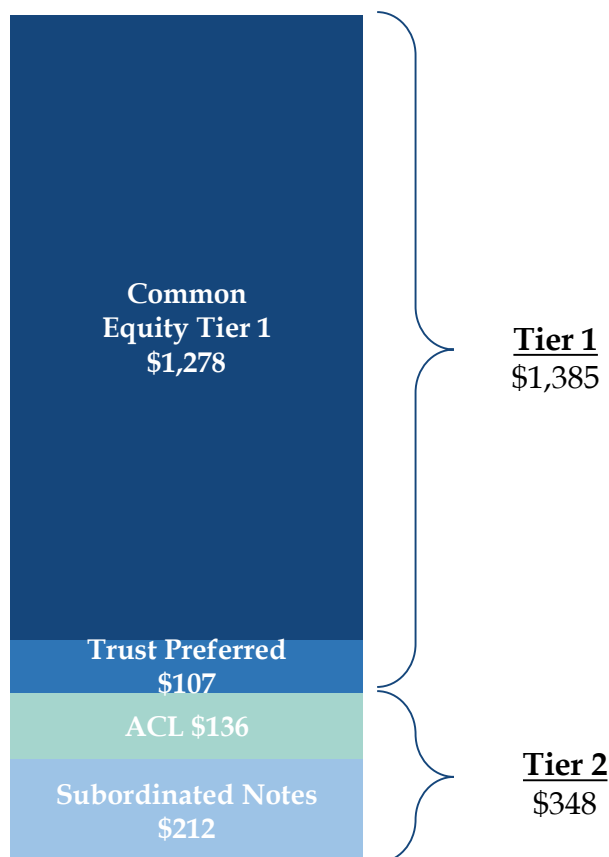 Common
Equity Tier 1
$1,278
Tier 1
$1,385
Trust Preferred
$107
ACL $136
Subordinated Notes
$212
Tier 2
$348